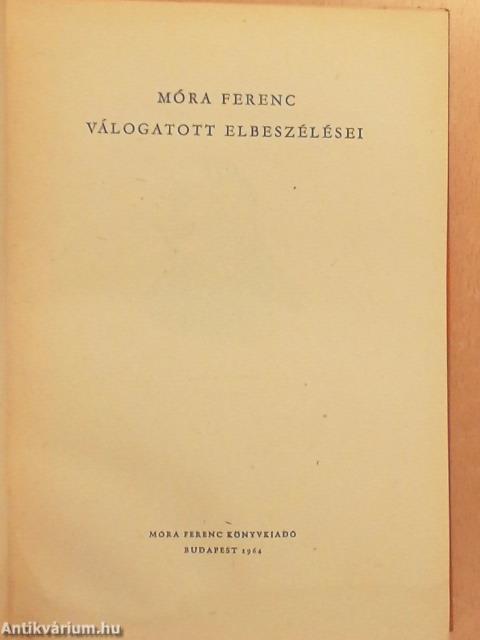 MÓRA FERENC
VÁLOGATOTT ELBESZÉLÉSEI
MÓRA FERENC KÖNYVKIADÓ
BUDAPEST 1964
Antikvárium.hu